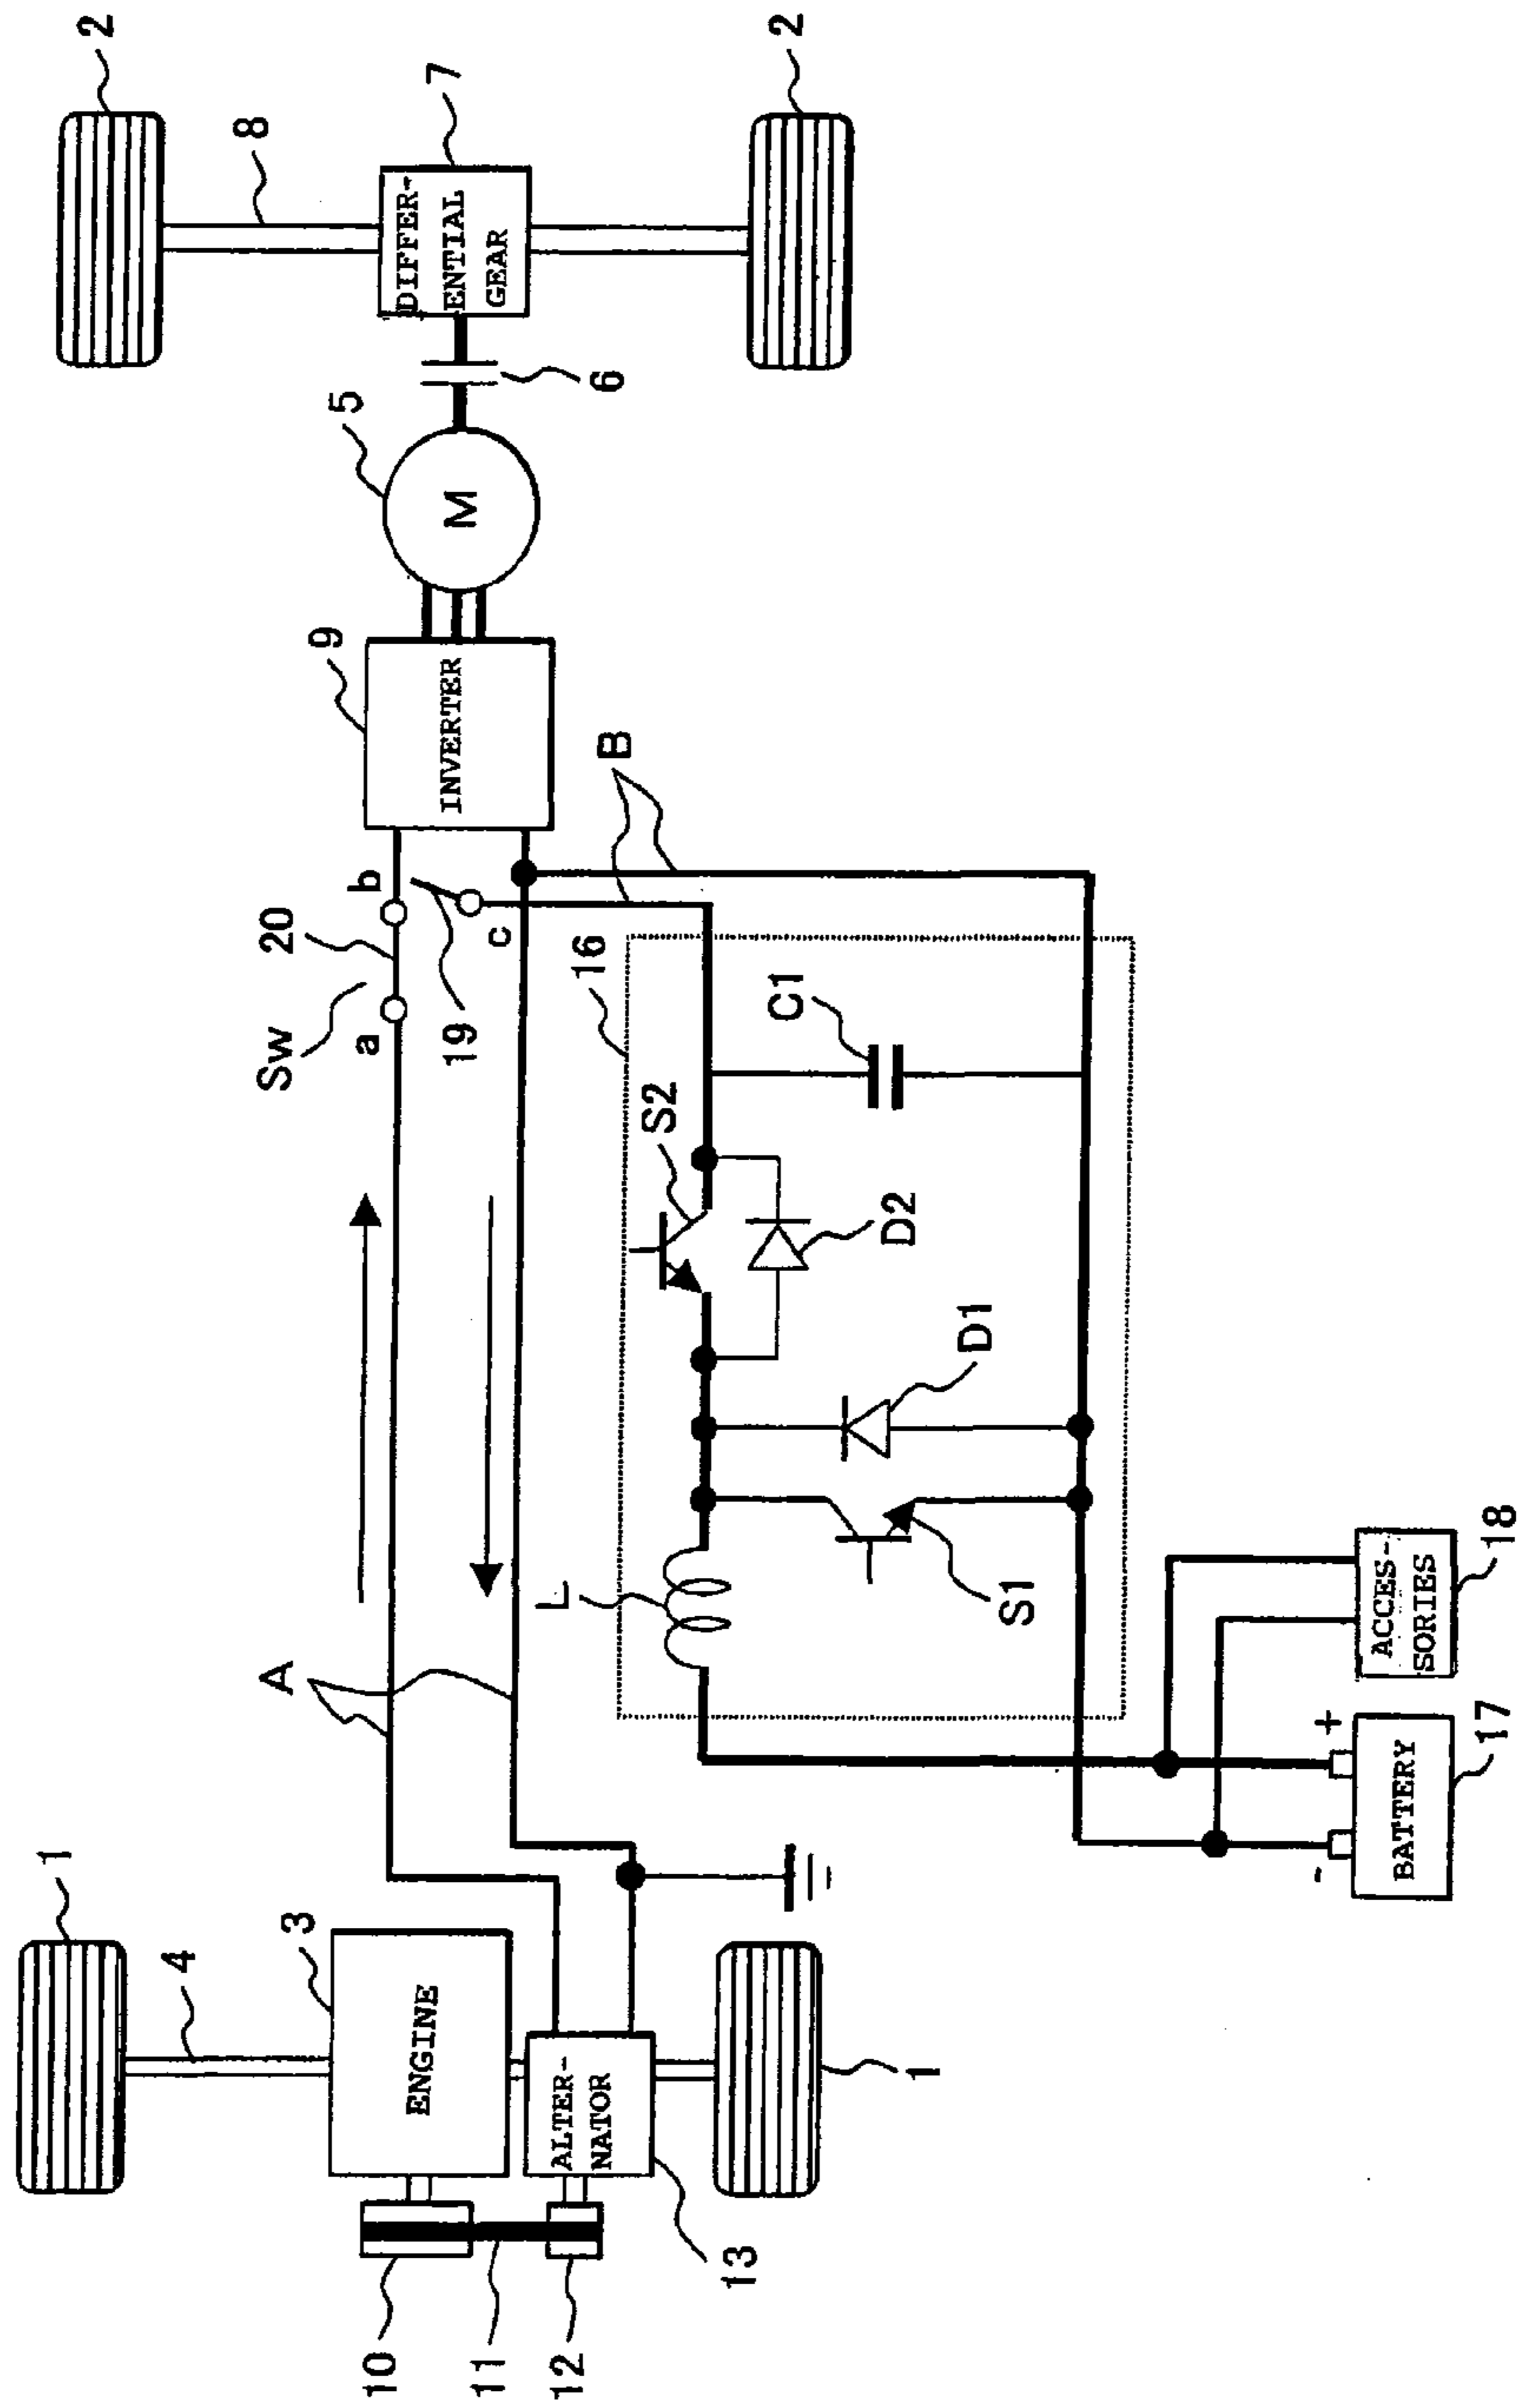 2
2
8
7
DIFFER-
ENTIAL
GEAR
6
5
M
9
INVERTER
B
b
20
c
Sw
a
19
16
C1
S2
D2
D1
L
S1
A
ACCES-
SORIES
18
+
-
BATTERY
17
1
4
3
ENGINE
ALTER-
NATOR
1
10
11
12
13